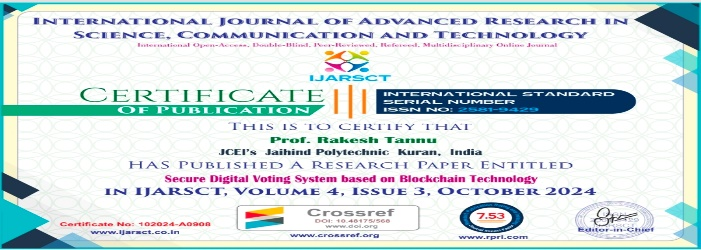 International Journal of Advanced Research in
Science, Communication and Technology
International Open-Access, Double-Blind, Peer-Reviewed, Refereed, Multidisciplinary Online Journal
IJARSCT
Certificate
Of Publication
International Standard
Serial Number
ISSN NO: 2581-9429
This is to certify that
Prof. Rakesh Tannu
JCEI's Jaihind Polytechnic Kuran, India
Has Published a Research Paper Entitled
Secure Digital Voting System based on Blockchain Technology
in IJARSCT, Volume 4, Issue 3, October 2024
Certificate No: 102024-A0908
www.ijarsct.co.in
Crossref
DOI: 10.48175/568
www.doi.org
www.crossref.org
7.53
www.rpri.com
Editor-in-Chief